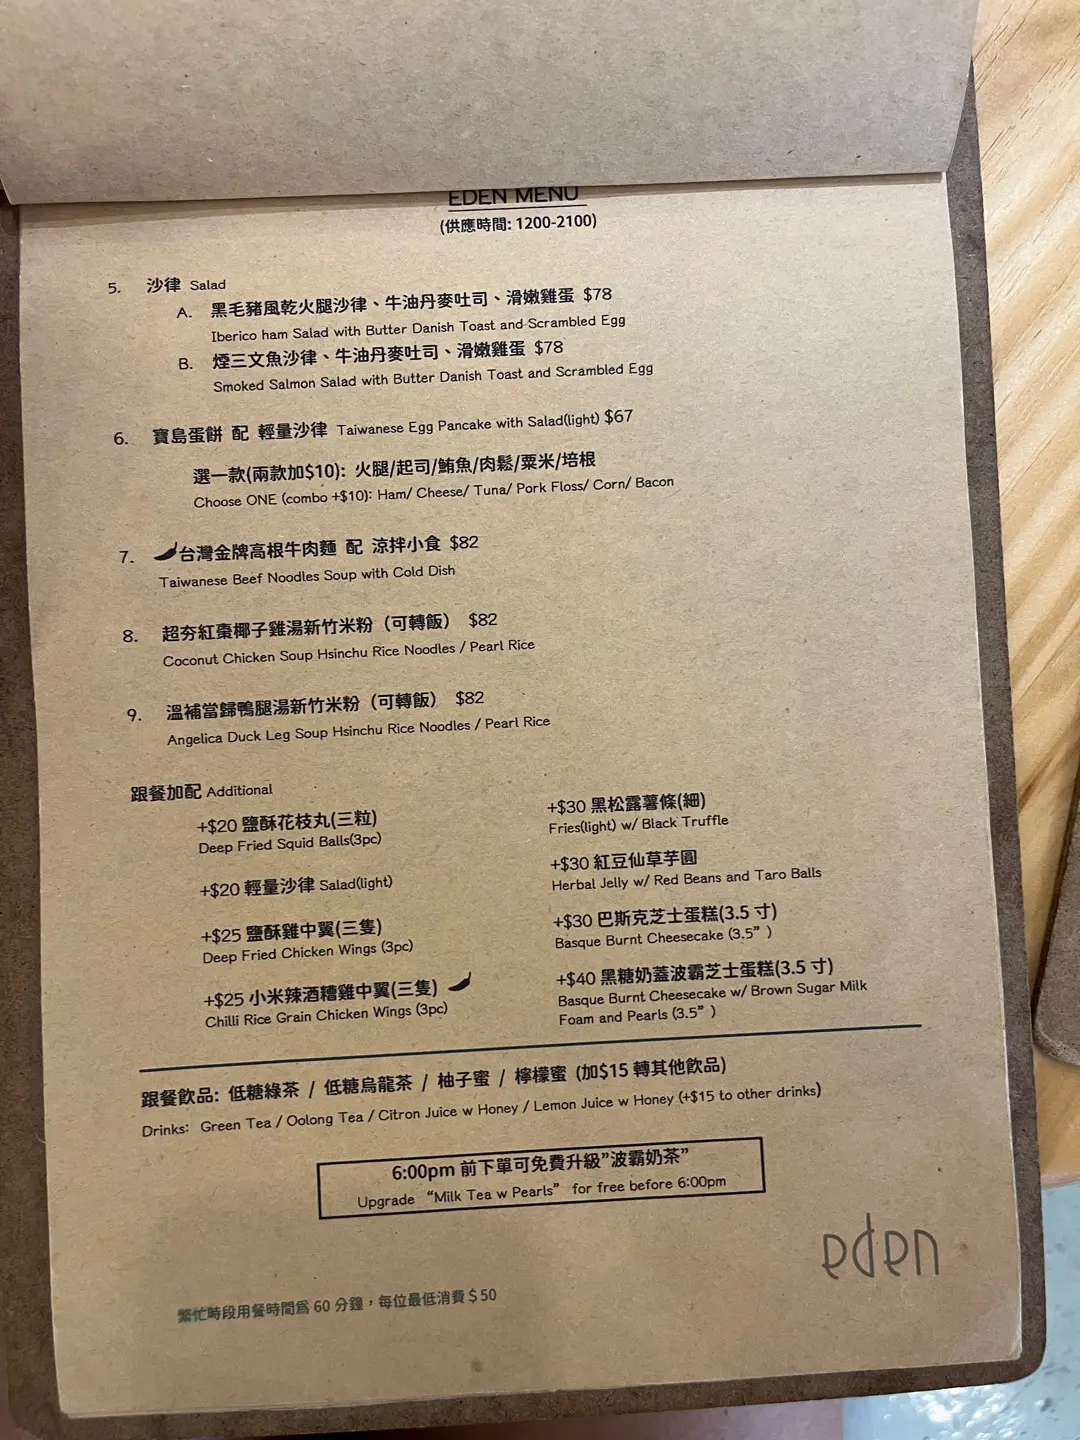 EDEN MENU
(供應時間: 1200-2100)
5. 沙律 Salad
A. 黑毛豬風乾火腿沙律、牛油丹麥吐司、滑嫩雞蛋 $78
Iberico ham Salad with Butter Danish Toast and Scrambled Egg
B. 煙三文魚沙律、牛油丹麥吐司、滑嫩雞蛋 $78
Smoked Salmon Salad with Butter Danish Toast and Scrambled Egg
6. 寶島蛋餅 配 輕量沙律 Taiwanese Egg Pancake with Salad(light) $67
選一款(兩款加$10): 火腿/起司/鮪魚/肉鬆/粟米/培根
Choose ONE (combo +$10): Ham/ Cheese/ Tuna/ Pork Floss/ Corn/ Bacon
7. 台灣金牌高根牛肉麵 配 涼拌小食 $82
Taiwanese Beef Noodles Soup with Cold Dish
8. 超夯紅棗椰子雞湯新竹米粉（可轉飯） $82
Coconut Chicken Soup Hsinchu Rice Noodles / Pearl Rice
9. 溫補當歸鴨腿湯新竹米粉（可轉飯） $82
Angelica Duck Leg Soup Hsinchu Rice Noodles / Pearl Rice
跟餐加配 Additional
+$20 鹽酥花枝丸(三粒)
Deep Fried Squid Balls(3pc)
+$20 輕量沙律 Salad(light)
+$25 鹽酥雞中翼(三隻)
Deep Fried Chicken Wings (3pc)
+$25 小米辣酒糟雞中翼(三隻)
Chilli Rice Grain Chicken Wings (3pc)
+$30 黑松露薯條(細)
Fries(light) w/ Black Truffle
+$30 紅豆仙草芋圓
Herbal Jelly w/ Red Beans and Taro Balls
+$30 巴斯克芝士蛋糕(3.5 寸)
Basque Burnt Cheesecake (3.5” )
+$40 黑糖奶蓋波霸芝士蛋糕(3.5 寸)
Basque Burnt Cheesecake w/ Brown Sugar Milk
Foam and Pearls (3.5” )
跟餐飲品: 低糖綠茶 / 低糖烏龍茶 / 柚子蜜 / 檸檬蜜 (加$15 轉其他飲品)
Drinks: Green Tea / Oolong Tea / Citron Juice w Honey / Lemon Juice w Honey (+$15 to other drinks)
6:00pm 前下單可免費升級”波霸奶茶”
Upgrade “Milk Tea w Pearls” for free before 6:00pm
eden
繁忙時段用餐時間為 60 分鐘，每位最低消費＄50